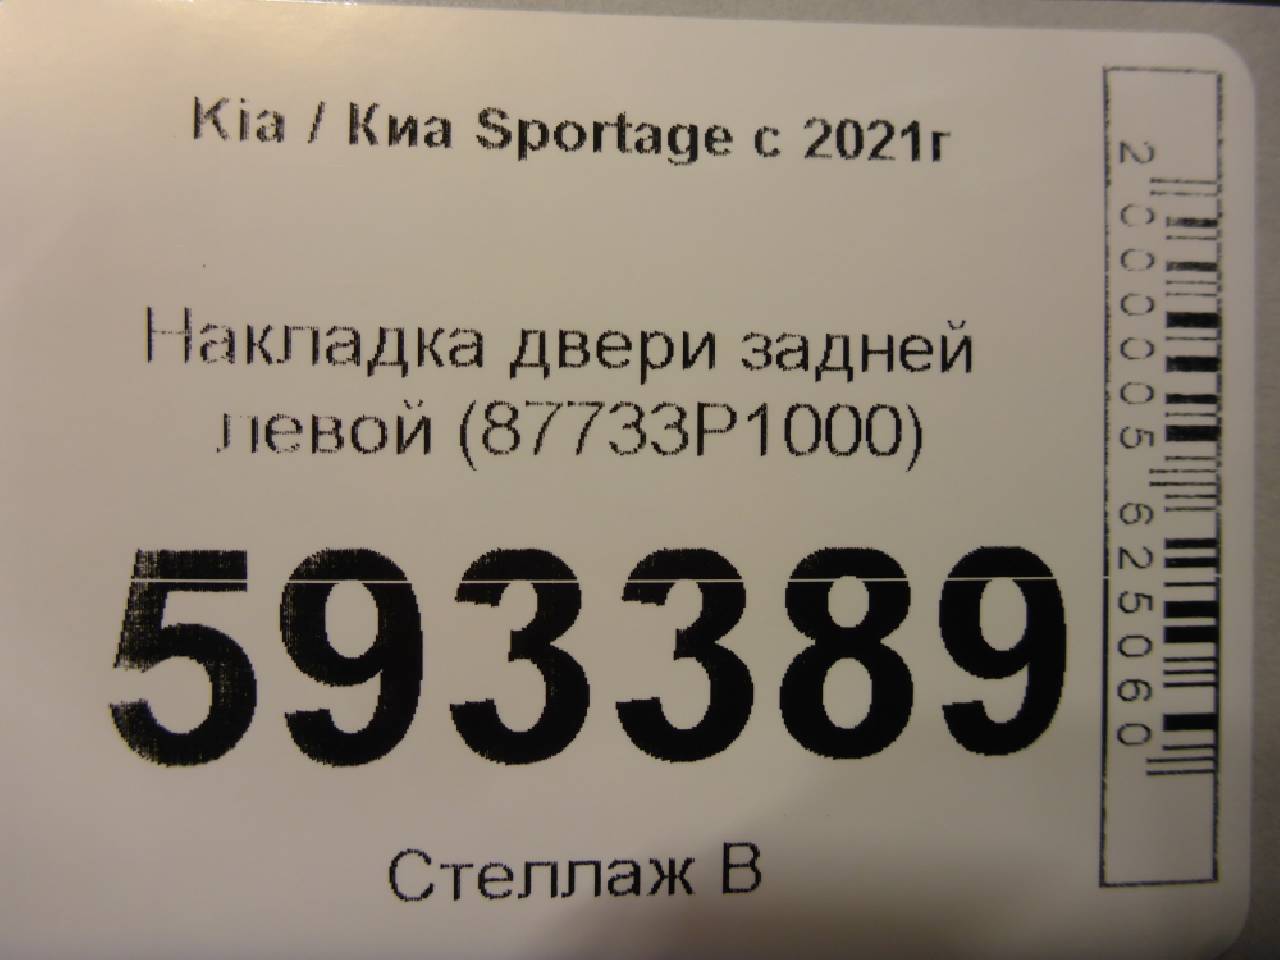 Kia / Киа Sportage с 2021г
Накладка двери задней
левой (87733P1000)
593389
Стеллаж В
2000005625060